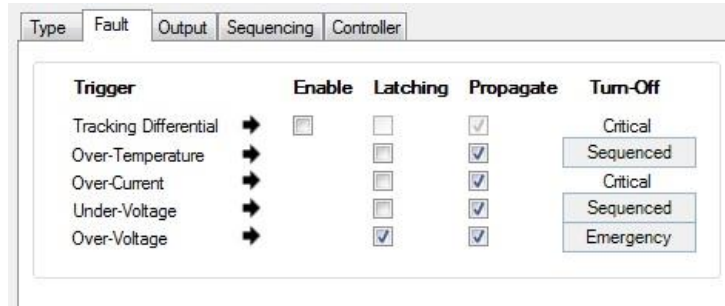 Type Fault Output Sequencing Controller
Trigger Enable Latching Propagate Turn-Off
Tracking Differential Critical
Over-Temperature Sequenced
Over-Current Critical
Under-Voltage Sequenced
Over-Voltage Emergency